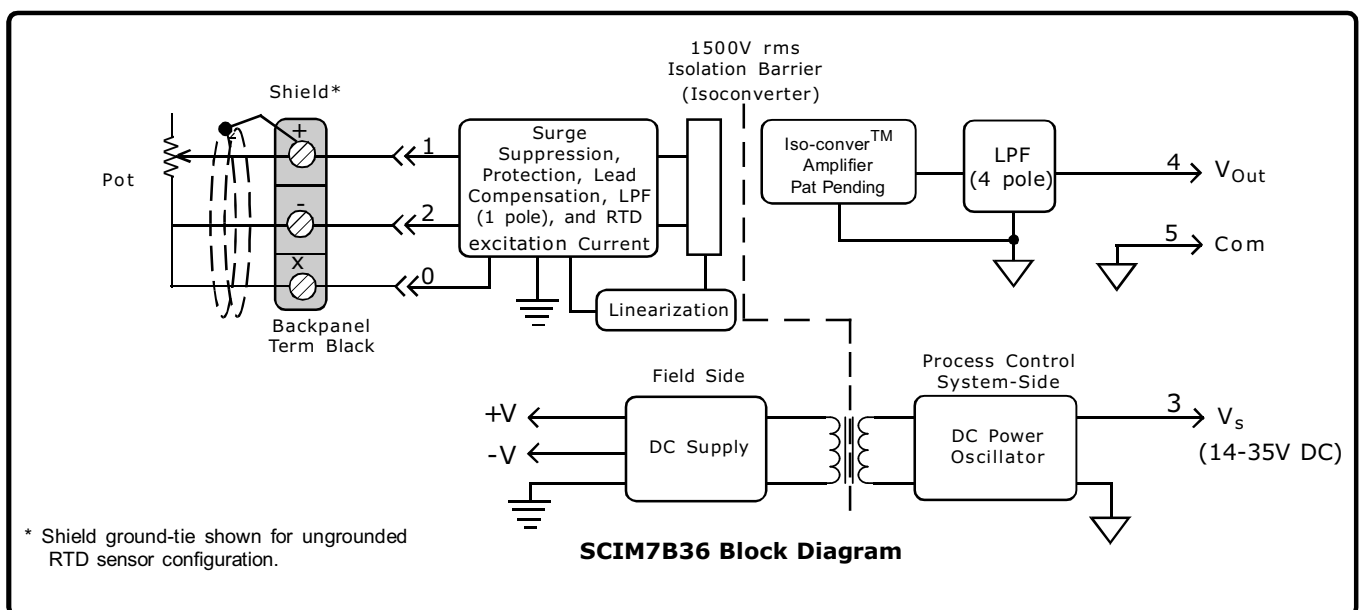 1500V rms
Isolation Barrier
(Isoconverter)
Shield*
Pot
+
-
X
Backpanel
Term Black
1
2
0
Surge
Suppression,
Protection, Lead
Compensation, LPF
(1 pole), and RTD
excitation Current
Linearization
Iso-conver™
Amplifier
Pat Pending
LPF
(4 pole)
4 VOut
5 Com
Field Side
+V
-V
DC Supply
Process Control
System-Side
DC Power
Oscillator
3 Vs
(14-35V DC)
* Shield ground-tie shown for ungrounded
RTD sensor configuration.
SCIM7B36 Block Diagram